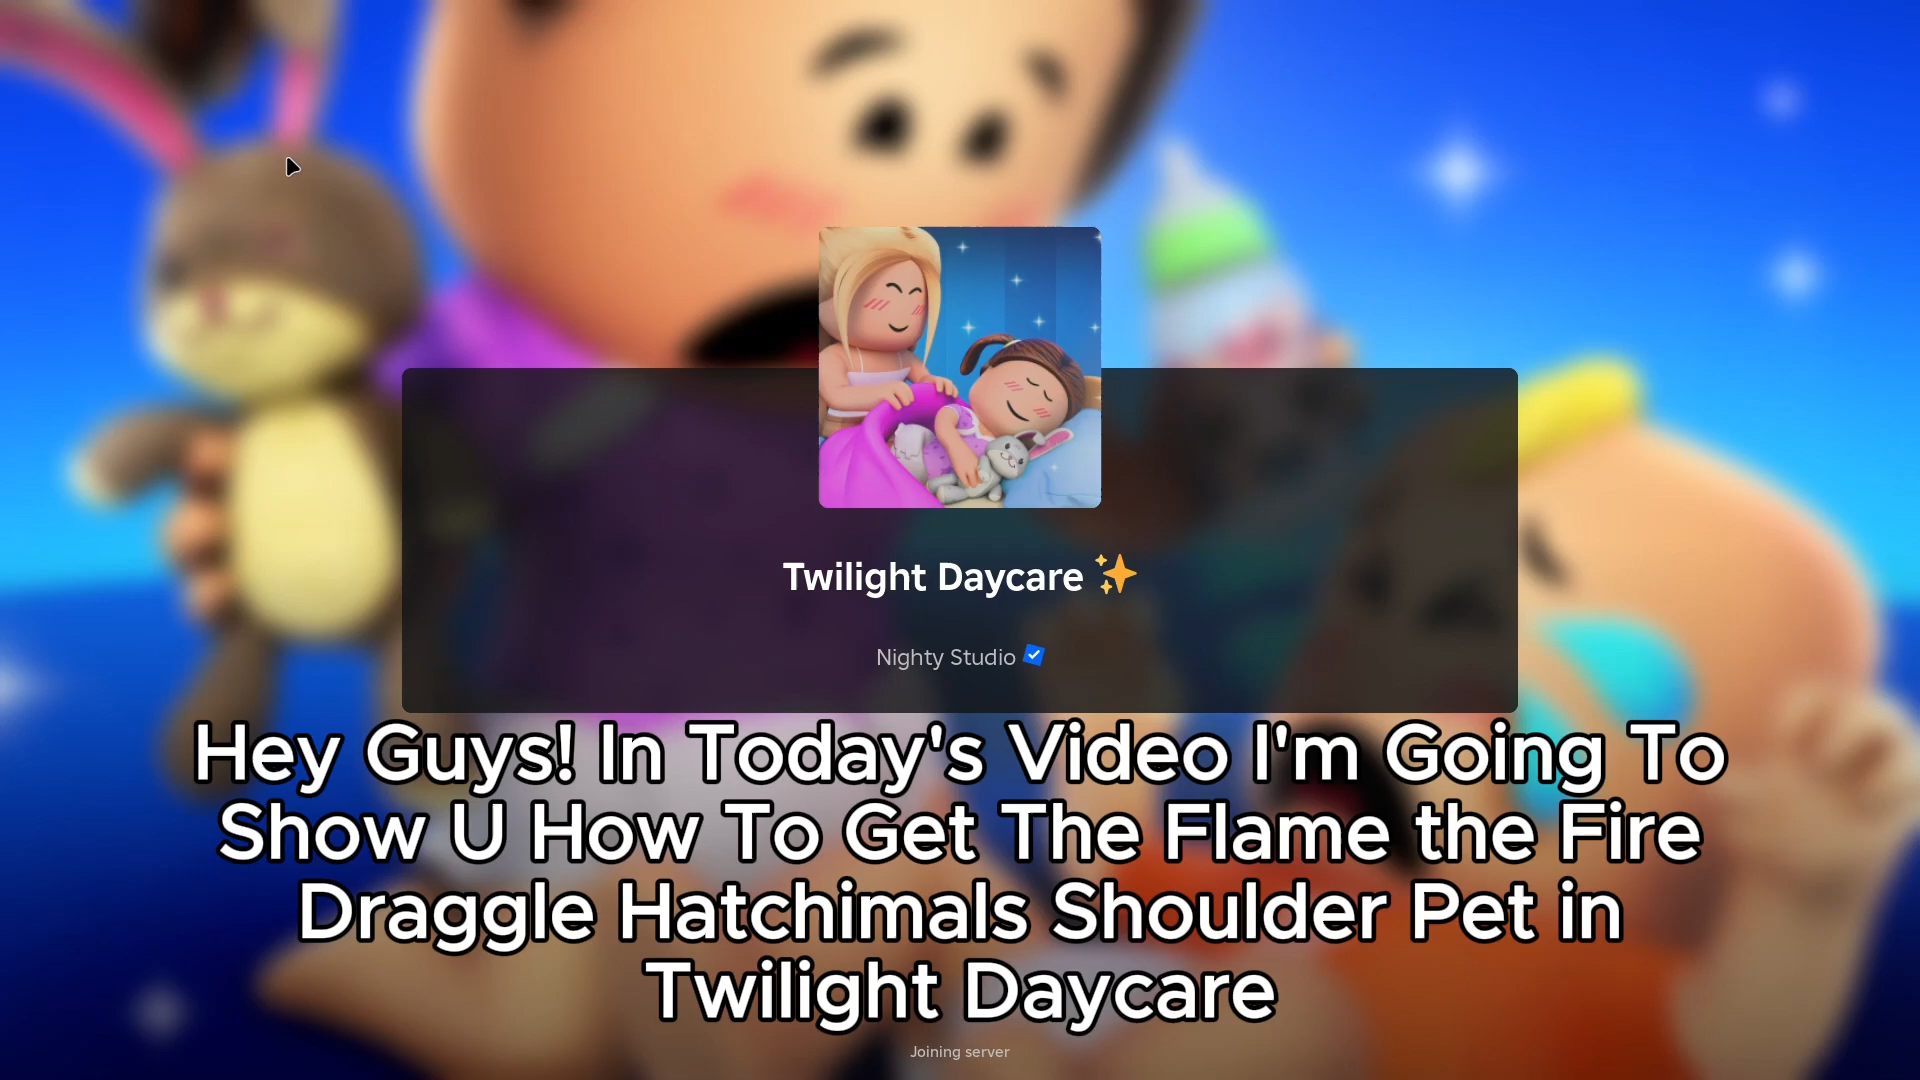 Twilight Daycare ✨
Nighty Studio
Hey Guys! In Today's Video I'm Going To
Show U How To Get The Flame the Fire
Draggle Hatchimals Shoulder Pet in
Twilight Daycare
Joining server